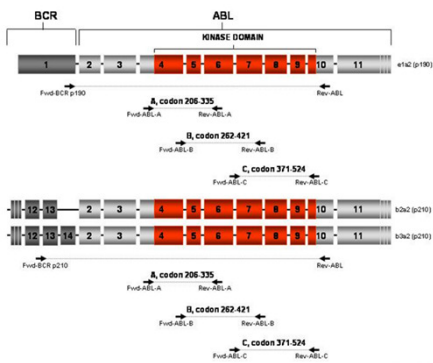 BCR ABL
KINASE DOMAIN
1 2 3 4 5 6 7 8 9 10 11 e1a2 (p190)
Fwd-BCR p190 Rev-ABL
A, codon 206-335
Fwd-ABL-A Rev-ABL-A
B, codon 262-421
Fwd-ABL-B Rev-ABL-B
C, codon 371-524
Fwd-ABL-C Rev-ABL-C
12 13 2 3 4 5 6 7 8 9 10 11 b2a2 (p210)
12 13 14 2 3 4 5 6 7 8 9 10 11 b3a2 (p210)
Fwd-BCR p210 Rev-ABL
A, codon 206-335
Fwd-ABL-A Rev-ABL-A
B, codon 262-421
Fwd-ABL-B Rev-ABL-B
C, codon 371-524
Fwd-ABL-C Rev-ABL-C